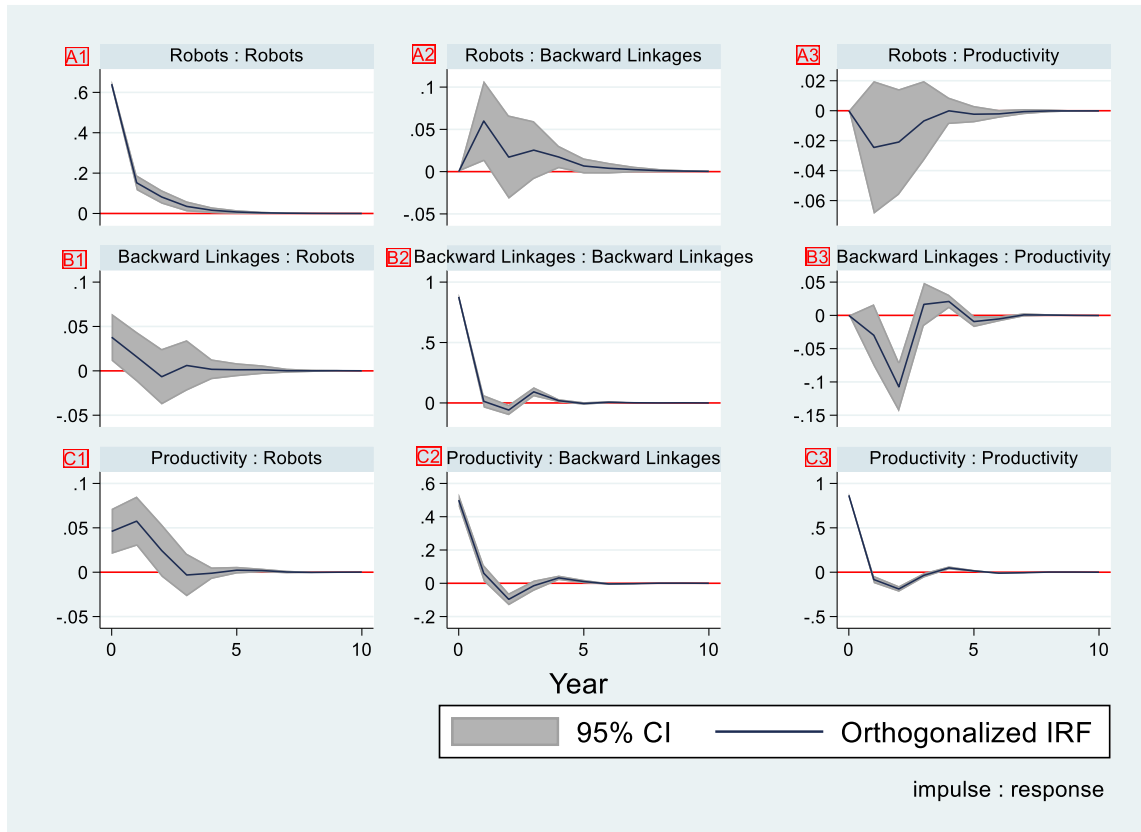 A1 Robots : Robots
.6
.4
.2
0
A2 Robots : Backward Linkages
.1
.05
0
-.05
A3 Robots : Productivity
.02
0
-.02
-.04
-.06
B1 Backward Linkages : Robots
.1
.05
0
-.05
B2 Backward Linkages : Backward Linkages
1
.5
0
B3 Backward Linkages : Productivity
.05
0
-.05
-.1
-.15
C1 Productivity : Robots
.1
.05
0
-.05
0 5 10
C2 Productivity : Backward Linkages
.6
.4
.2
0
-.2
0 5 10
C3 Productivity : Productivity
1
.5
0
-.5
0 5 10
Year
95% CI Orthogonalized IRF
impulse : response